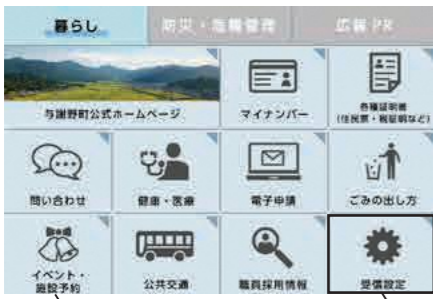 暮らし 防災・危機管理 広報 PR
与謝野町公式ホームページ マイナンバー 各種証明書
(住民票・税証明など)
問い合わせ 健康・医療 電子申請 ごみの出し方
イベント・
施設予約 公共交通 職員採用情報 受信設定